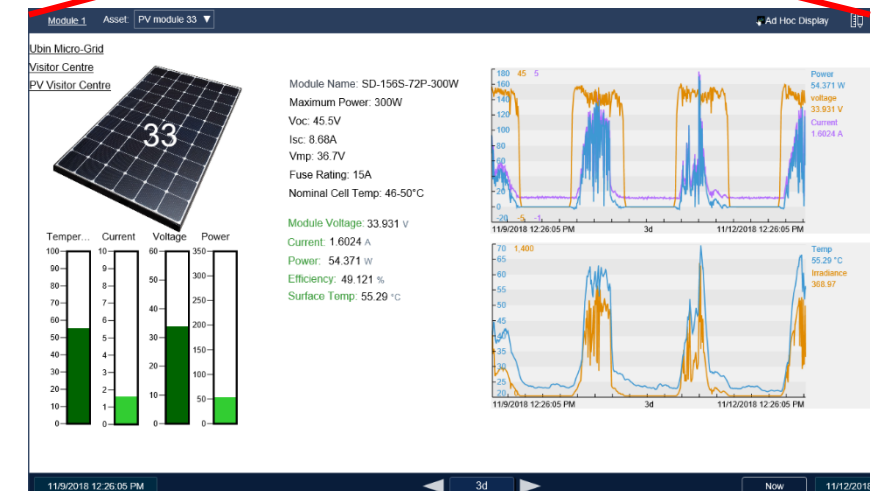 Module 1 Asset: PV module 33 ▼ Ad Hoc Display
Ubin Micro-Grid
Visitor Centre
PV Visitor Centre
33
Module Name: SD-156S-72P-300W
Maximum Power: 300W
Voc: 45.5V
Isc: 8.68A
Vmp: 36.7V
Fuse Rating: 15A
Nominal Cell Temp: 46-50°C
Module Voltage: 33.931 V
Current: 1.6024 A
Power: 54.371 W
Efficiency: 49.121 %
Surface Temp: 55.29 °C
Temper... Current Voltage Power
100 10 60 350
90 9 300
80 8 50
70 7 250
60 6 40
50 5 200
40 4 30 150
30 3 20 100
20 2
10 1 10 50
0 0 0 0
180 45 5
160
140
120
100
80
0
-20 -5 -1
11/9/2018 12:26:05 PM 3d 11/12/2018 12:26:05 PM
Power
54.371 W
voltage
33.931 V
Current
1.6024 A
70 1,400
65
60
50
45
35
25
20
11/9/2018 12:26:05 PM 3d 11/12/2018 12:26:05 PM
Temp
55.29 °C
Irradiance
368.97
11/9/2018 12:26:05 PM 3d Now 11/12/2018